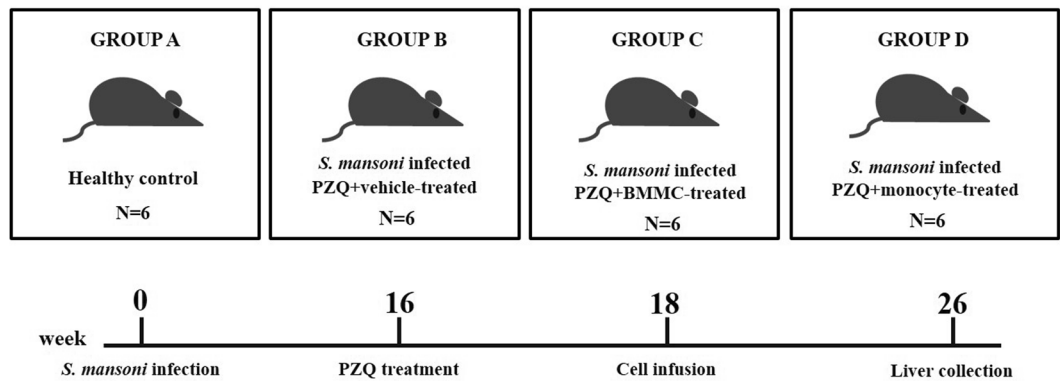 GROUP A
Healthy control
N=6
GROUP B
S. mansoni infected
PZQ+vehicle-treated
N=6
GROUP C
S. mansoni infected
PZQ+BMMC-treated
N=6
GROUP D
S. mansoni infected
PZQ+monocyte-treated
N=6
0 16 18 26
week
S. mansoni infection PZQ treatment Cell infusion Liver collection